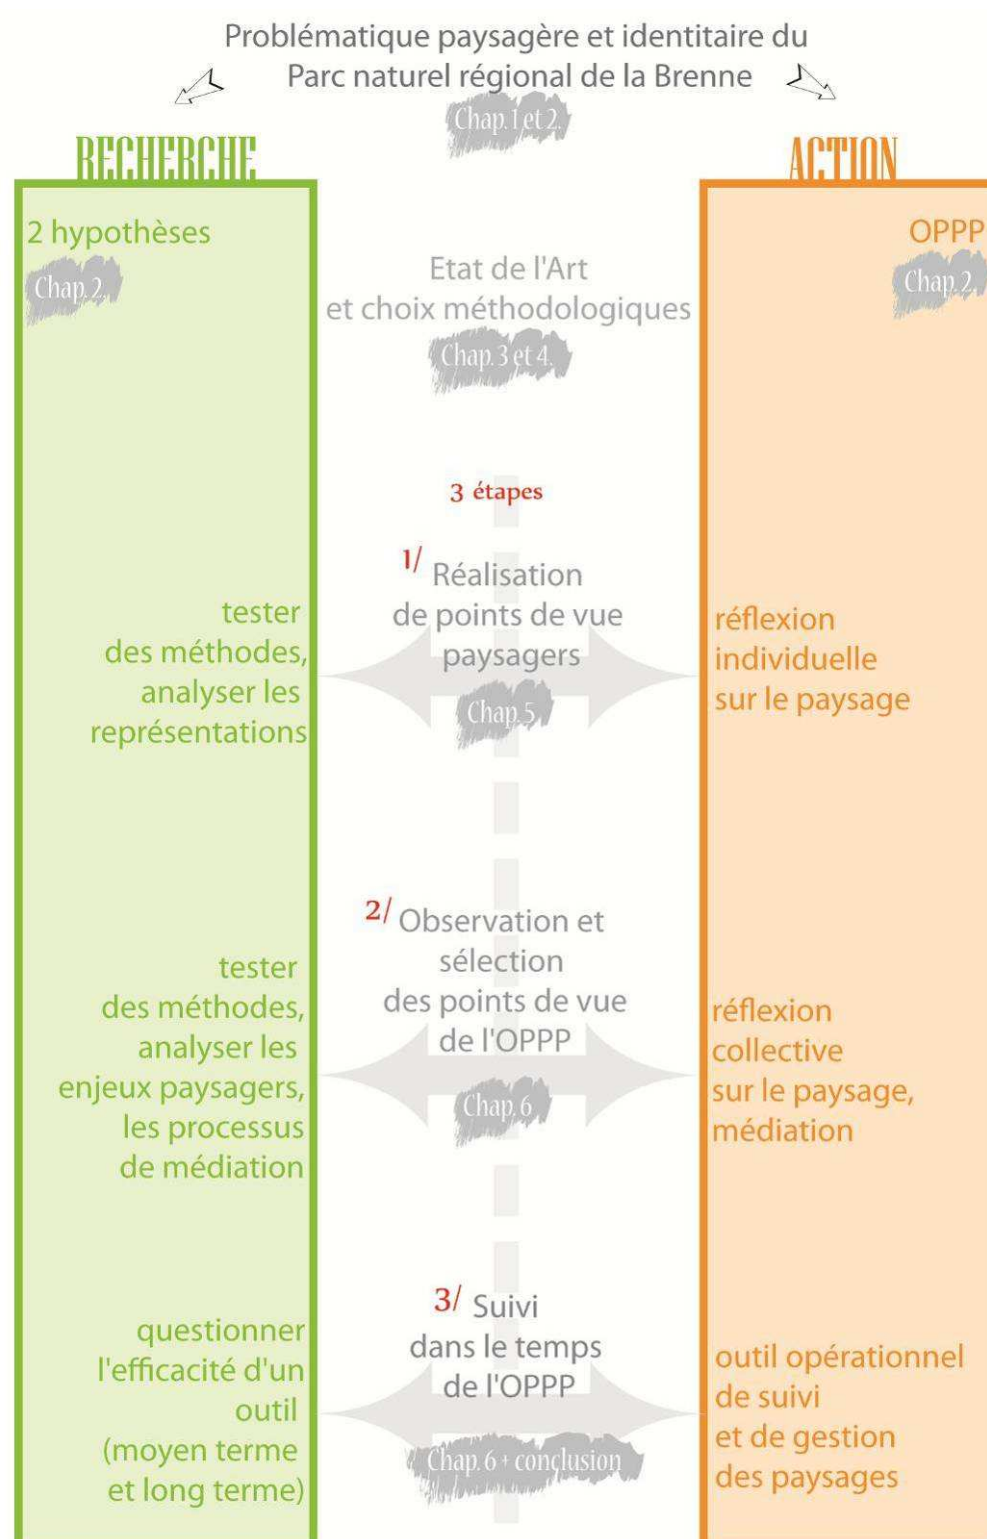 Problématique paysagère et identitaire du
Parc naturel régional de la Brenne
Chap. 1 et 2.
RECHERCHE
ACTION
2 hypothèses
Chap. 2.
OPPP
Chap. 2.
Etat de l'Art
et choix méthodologiques
Chap. 3 et 4.
3 étapes
1/ Réalisation
de points de vue
paysagers
Chap. 5
tester
des méthodes,
analyser les
représentations
réflexion
individuelle
sur le paysage
2/ Observation et
sélection
des points de vue
de l'OPPP
Chap. 6
tester
des méthodes,
analyser les
enjeux paysagers,
les processus
de médiation
réflexion
collective
sur le paysage,
médiation
3/ Suivi
dans le temps
de l'OPPP
Chap. 6 + conclusion
questionner
l'efficacité d'un
outil
(moyen terme
et long terme)
outil opérationnel
de suivi
et de gestion
des paysages